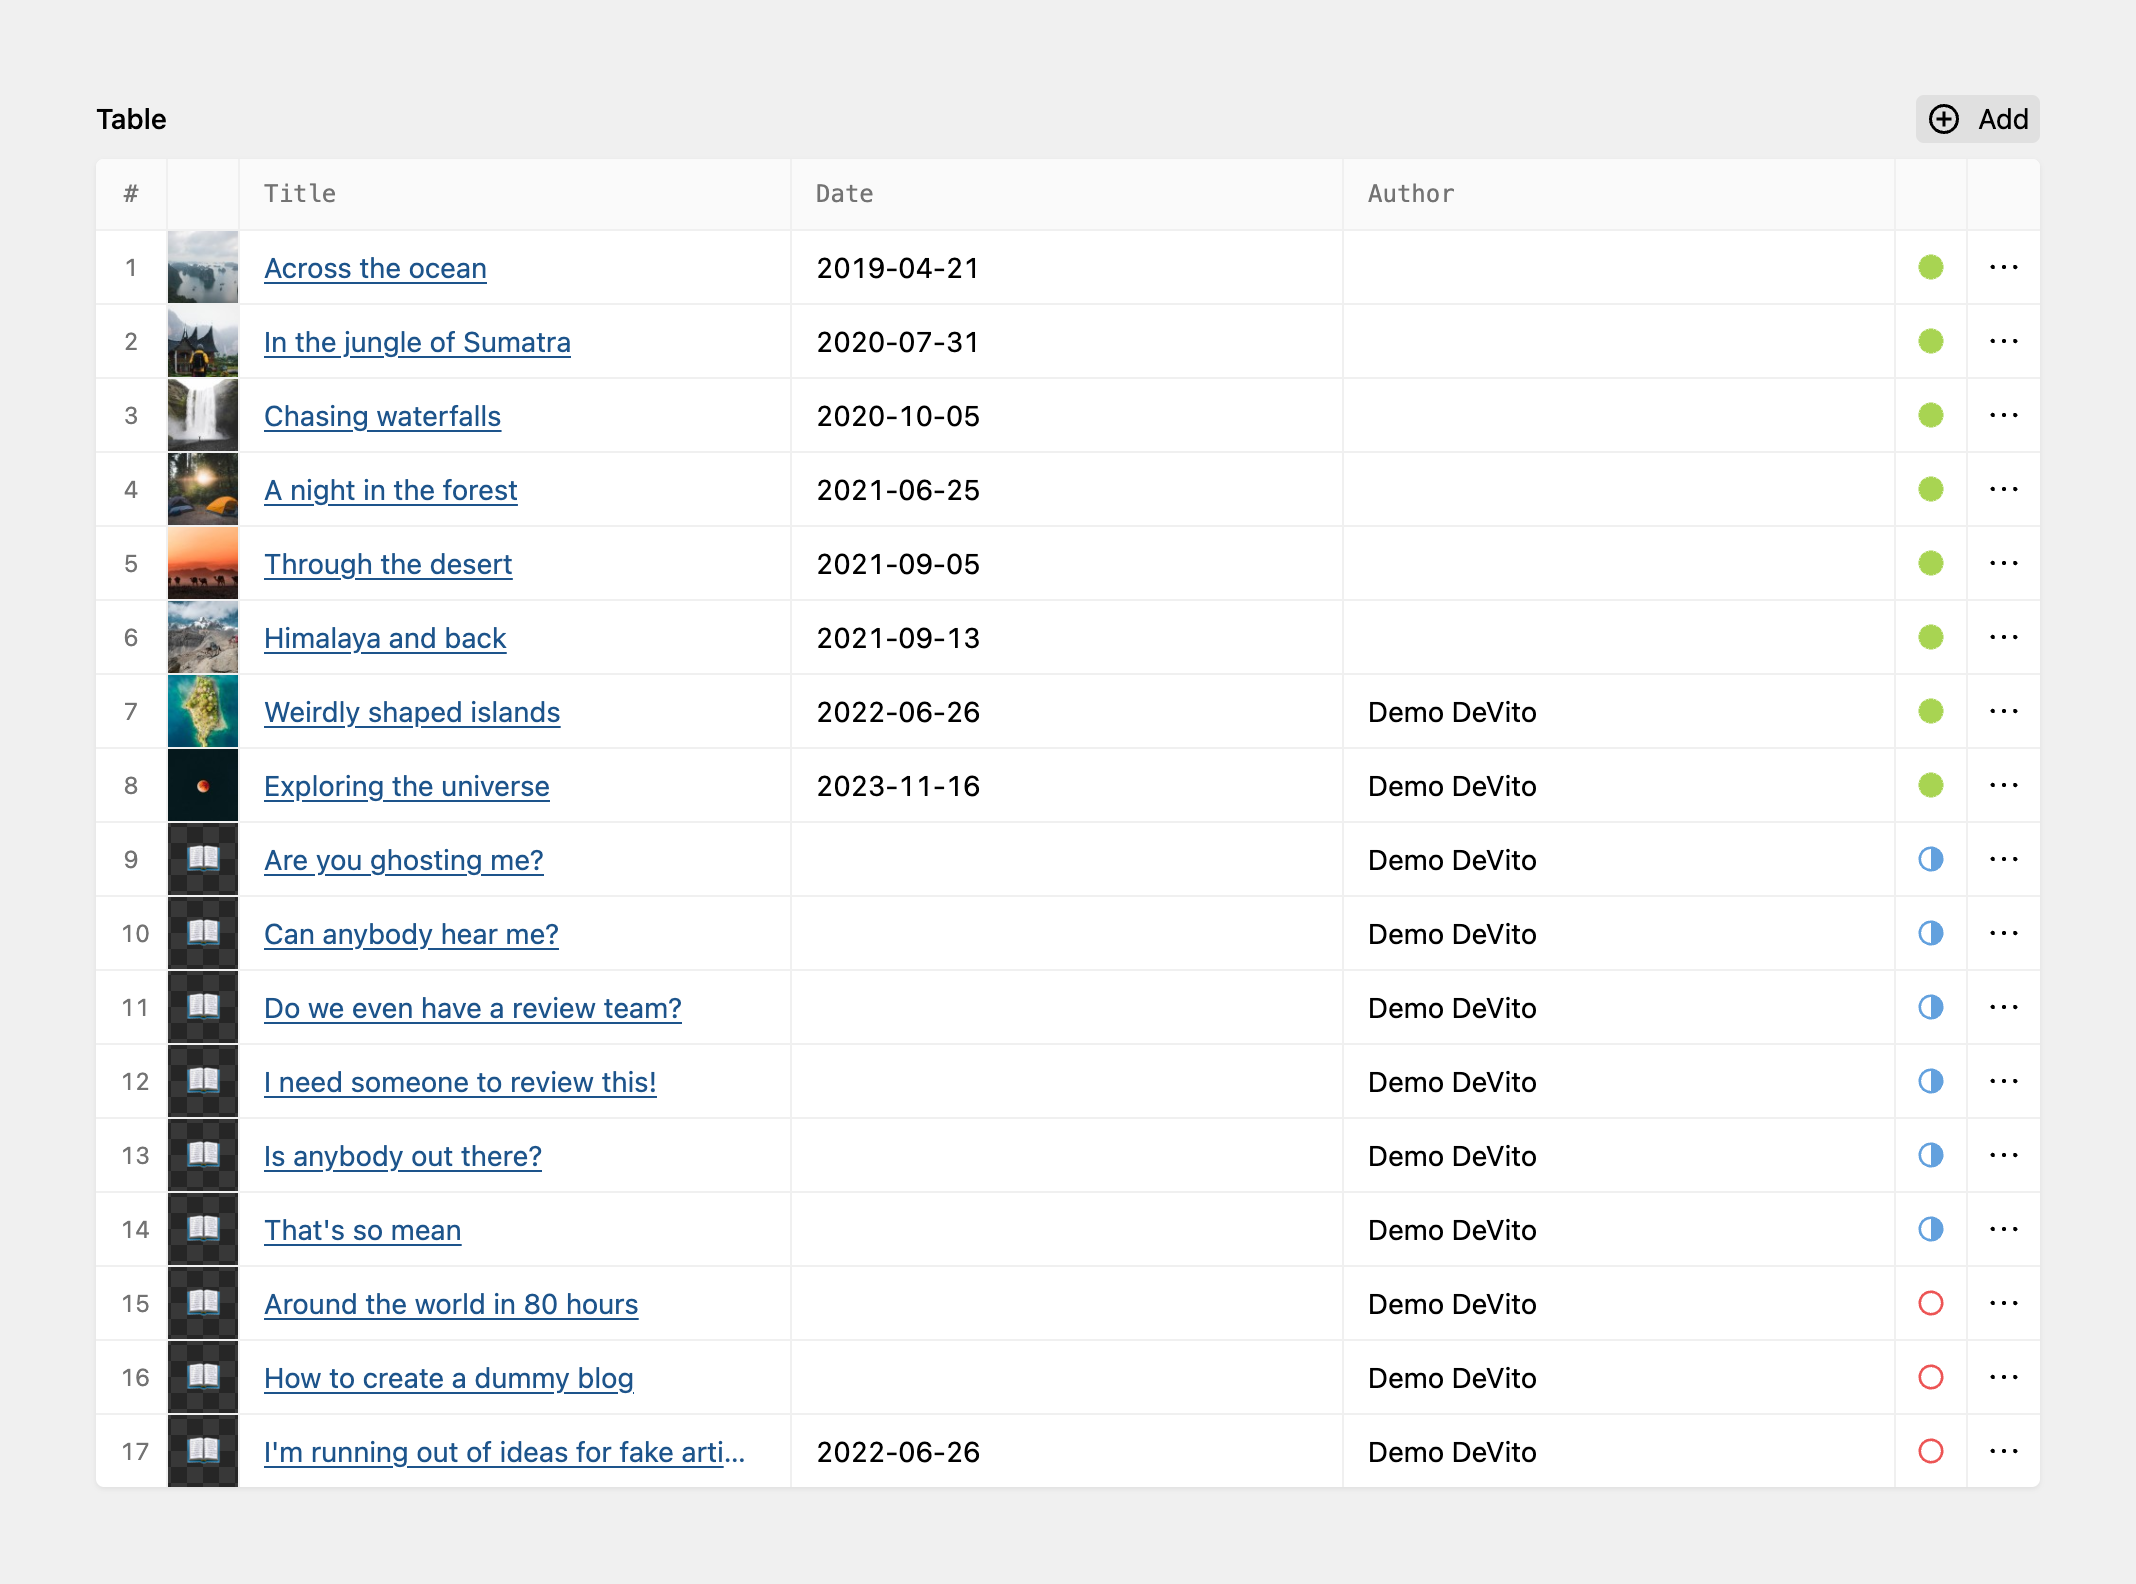 Table
Add
# Title Date Author
1 Across the ocean 2019-04-21 ···
2 In the jungle of Sumatra 2020-07-31 ···
3 Chasing waterfalls 2020-10-05 ···
4 A night in the forest 2021-06-25 ···
5 Through the desert 2021-09-05 ···
6 Himalaya and back 2021-09-13 ···
7 Weirdly shaped islands 2022-06-26 Demo DeVito ···
8 Exploring the universe 2023-11-16 Demo DeVito ···
9 Are you ghosting me? Demo DeVito ···
10 Can anybody hear me? Demo DeVito ···
11 Do we even have a review team? Demo DeVito ···
12 I need someone to review this! Demo DeVito ···
13 Is anybody out there? Demo DeVito ···
14 That's so mean Demo DeVito ···
15 Around the world in 80 hours Demo DeVito ···
16 How to create a dummy blog Demo DeVito ···
17 I'm running out of ideas for fake arti... 2022-06-26 Demo DeVito ···